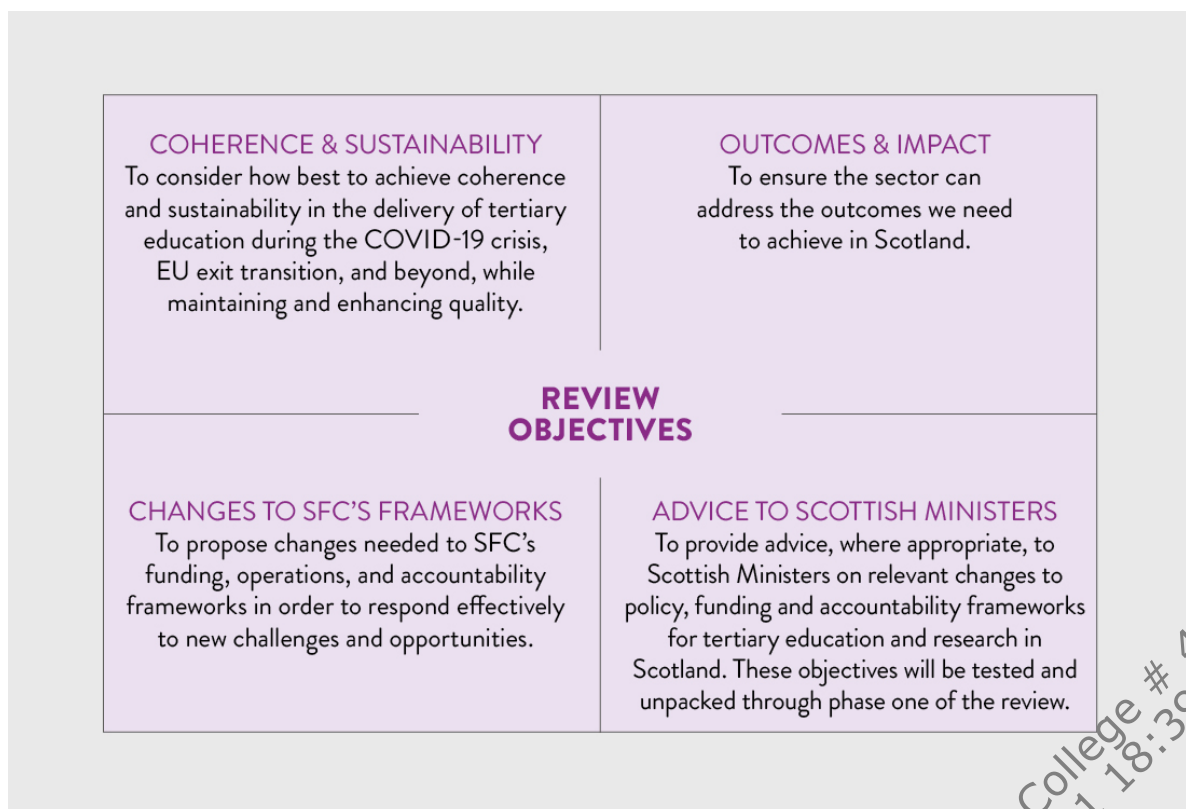 COHERENCE & SUSTAINABILITY
To consider how best to achieve coherence
and sustainability in the delivery of tertiary
education during the COVID-19 crisis,
EU exit transition, and beyond, while
maintaining and enhancing quality.
OUTCOMES & IMPACT
To ensure the sector can
address the outcomes we need
to achieve in Scotland.
REVIEW
OBJECTIVES
CHANGES TO SFC’S FRAMEWORKS
To propose changes needed to SFC’s
funding, operations, and accountability
frameworks in order to respond effectively
to new challenges and opportunities.
ADVICE TO SCOTTISH MINISTERS
To provide advice, where appropriate, to
Scottish Ministers on relevant changes to
policy, funding and accountability frameworks
for tertiary education and research in
Scotland. These objectives will be tested and
unpacked through phase one of the review.
College #
18:3